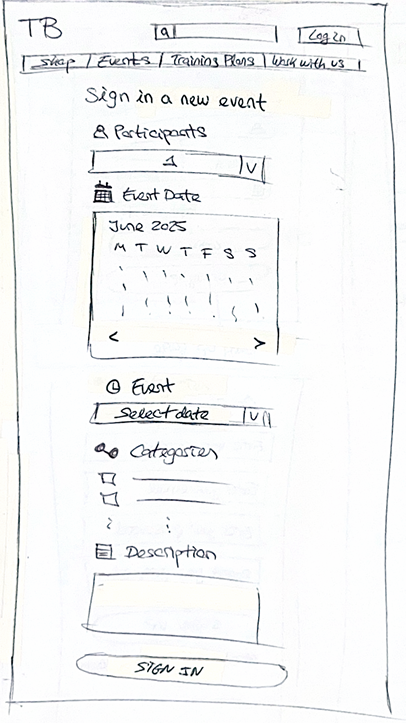 TB
Log In
Shop | Events | Training Plans | Work with us |
Sign in a new event
Participants
1
Event Date
June 2025
M T W T F S S
< >
Event
Select date
Categories
Description
SIGN IN